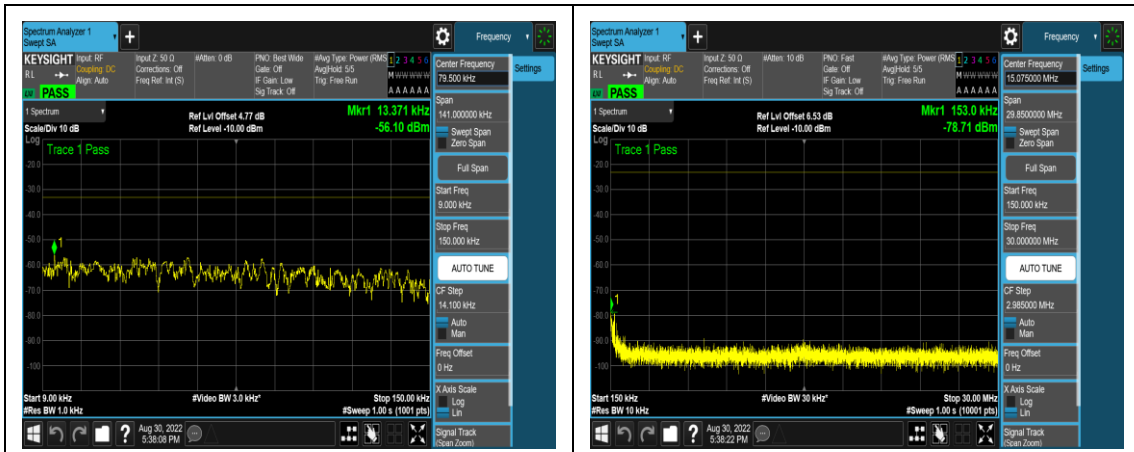 Spectrum Analyzer 1
Swept SA
+
Frequency
KEYSIGHT
RL
LW
PASS
Input: RF
Coupling: DC
Align: Auto
Input Z: 50 Ω
Corrections: Off
Freq Ref: Int (S)
#Atten: 0 dB
PNO: Best Wide
Gate: Off
IF Gain: Low
Sig Track: Off
#Avg Type: Power (RMS
Avg|Hold: 5/5
Trig: Free Run
1 2 3 4 5 6
M W W W W W
A A A A A A
1 Spectrum
Scale/Div 10 dB
Ref Lvl Offset 4.77 dB
Ref Level -10.00 dBm
Mkr1 13.371 kHz
-56.10 dBm
Log
Trace 1 Pass
-20.0
-30.0
-40.0
-50.0
-60.0
-70.0
-80.0
-90.0
-100
1
Start 9.00 kHz
#Res BW 1.0 kHz
#Video BW 3.0 kHz*
Stop 150.00 kHz
#Sweep 1.00 s (1001 pts)
Center Frequency
79.500 kHz
Span
141.000000 kHz
Swept Span
Zero Span
Full Span
Start Freq
9.000 kHz
Stop Freq
150.000 kHz
AUTO TUNE
CF Step
14.100 kHz
Auto
Man
Freq Offset
0 Hz
X Axis Scale
Log
Lin
Signal Track
(Span Zoom)
Settings
?
Aug 30, 2022
5:38:08 PM
Spectrum Analyzer 1
Swept SA
+
Frequency
KEYSIGHT
RL
LW
PASS
Input: RF
Coupling: DC
Align: Auto
Input Z: 50 Ω
Corrections: Off
Freq Ref: Int (S)
#Atten: 10 dB
PNO: Fast
Gate: Off
IF Gain: Low
Sig Track: Off
#Avg Type: Power (RMS
Avg|Hold: 5/5
Trig: Free Run
1 2 3 4 5 6
M W W W W W
A A A A A A
1 Spectrum
Scale/Div 10 dB
Ref Lvl Offset 6.53 dB
Ref Level -10.00 dBm
Mkr1 153.0 kHz
-78.71 dBm
Log
Trace 1 Pass
-20.0
-30.0
-40.0
-50.0
-60.0
-70.0
-80.0
-90.0
-100
1
Start 150 kHz
#Res BW 10 kHz
#Video BW 30 kHz*
Stop 30.00 MHz
#Sweep 1.00 s (10001 pts)
Center Frequency
15.075000 MHz
Span
29.8500000 MHz
Swept Span
Zero Span
Full Span
Start Freq
150.000 kHz
Stop Freq
30.000000 MHz
AUTO TUNE
CF Step
2.985000 MHz
Auto
Man
Freq Offset
0 Hz
X Axis Scale
Log
Lin
Signal Track
(Span Zoom)
Settings
?
Aug 30, 2022
5:38:22 PM